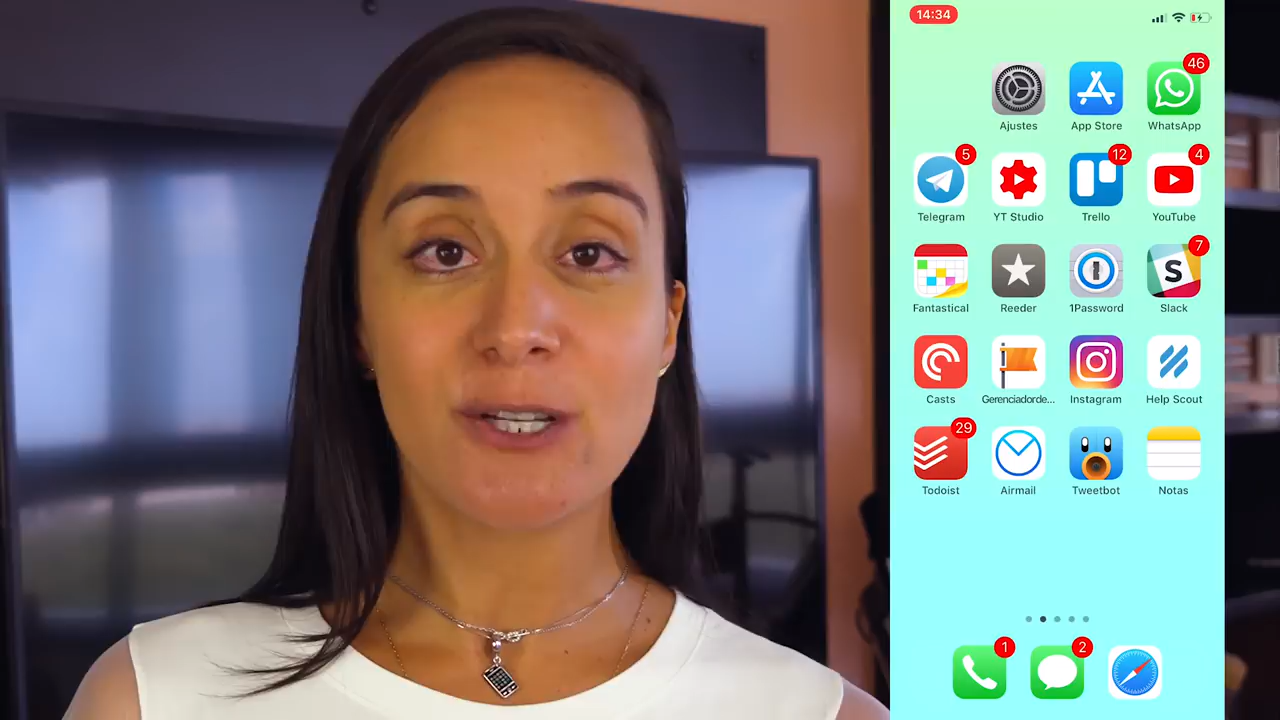 14:34
46
Ajustes
App Store
WhatsApp
5
12
4
Telegram
YT Studio
Trello
YouTube
7
S
Fantastical
Reeder
1Password
Slack
Casts
Gerenciadorde...
Instagram
Help Scout
29
Todoist
Airmail
Tweetbot
Notas
1
2